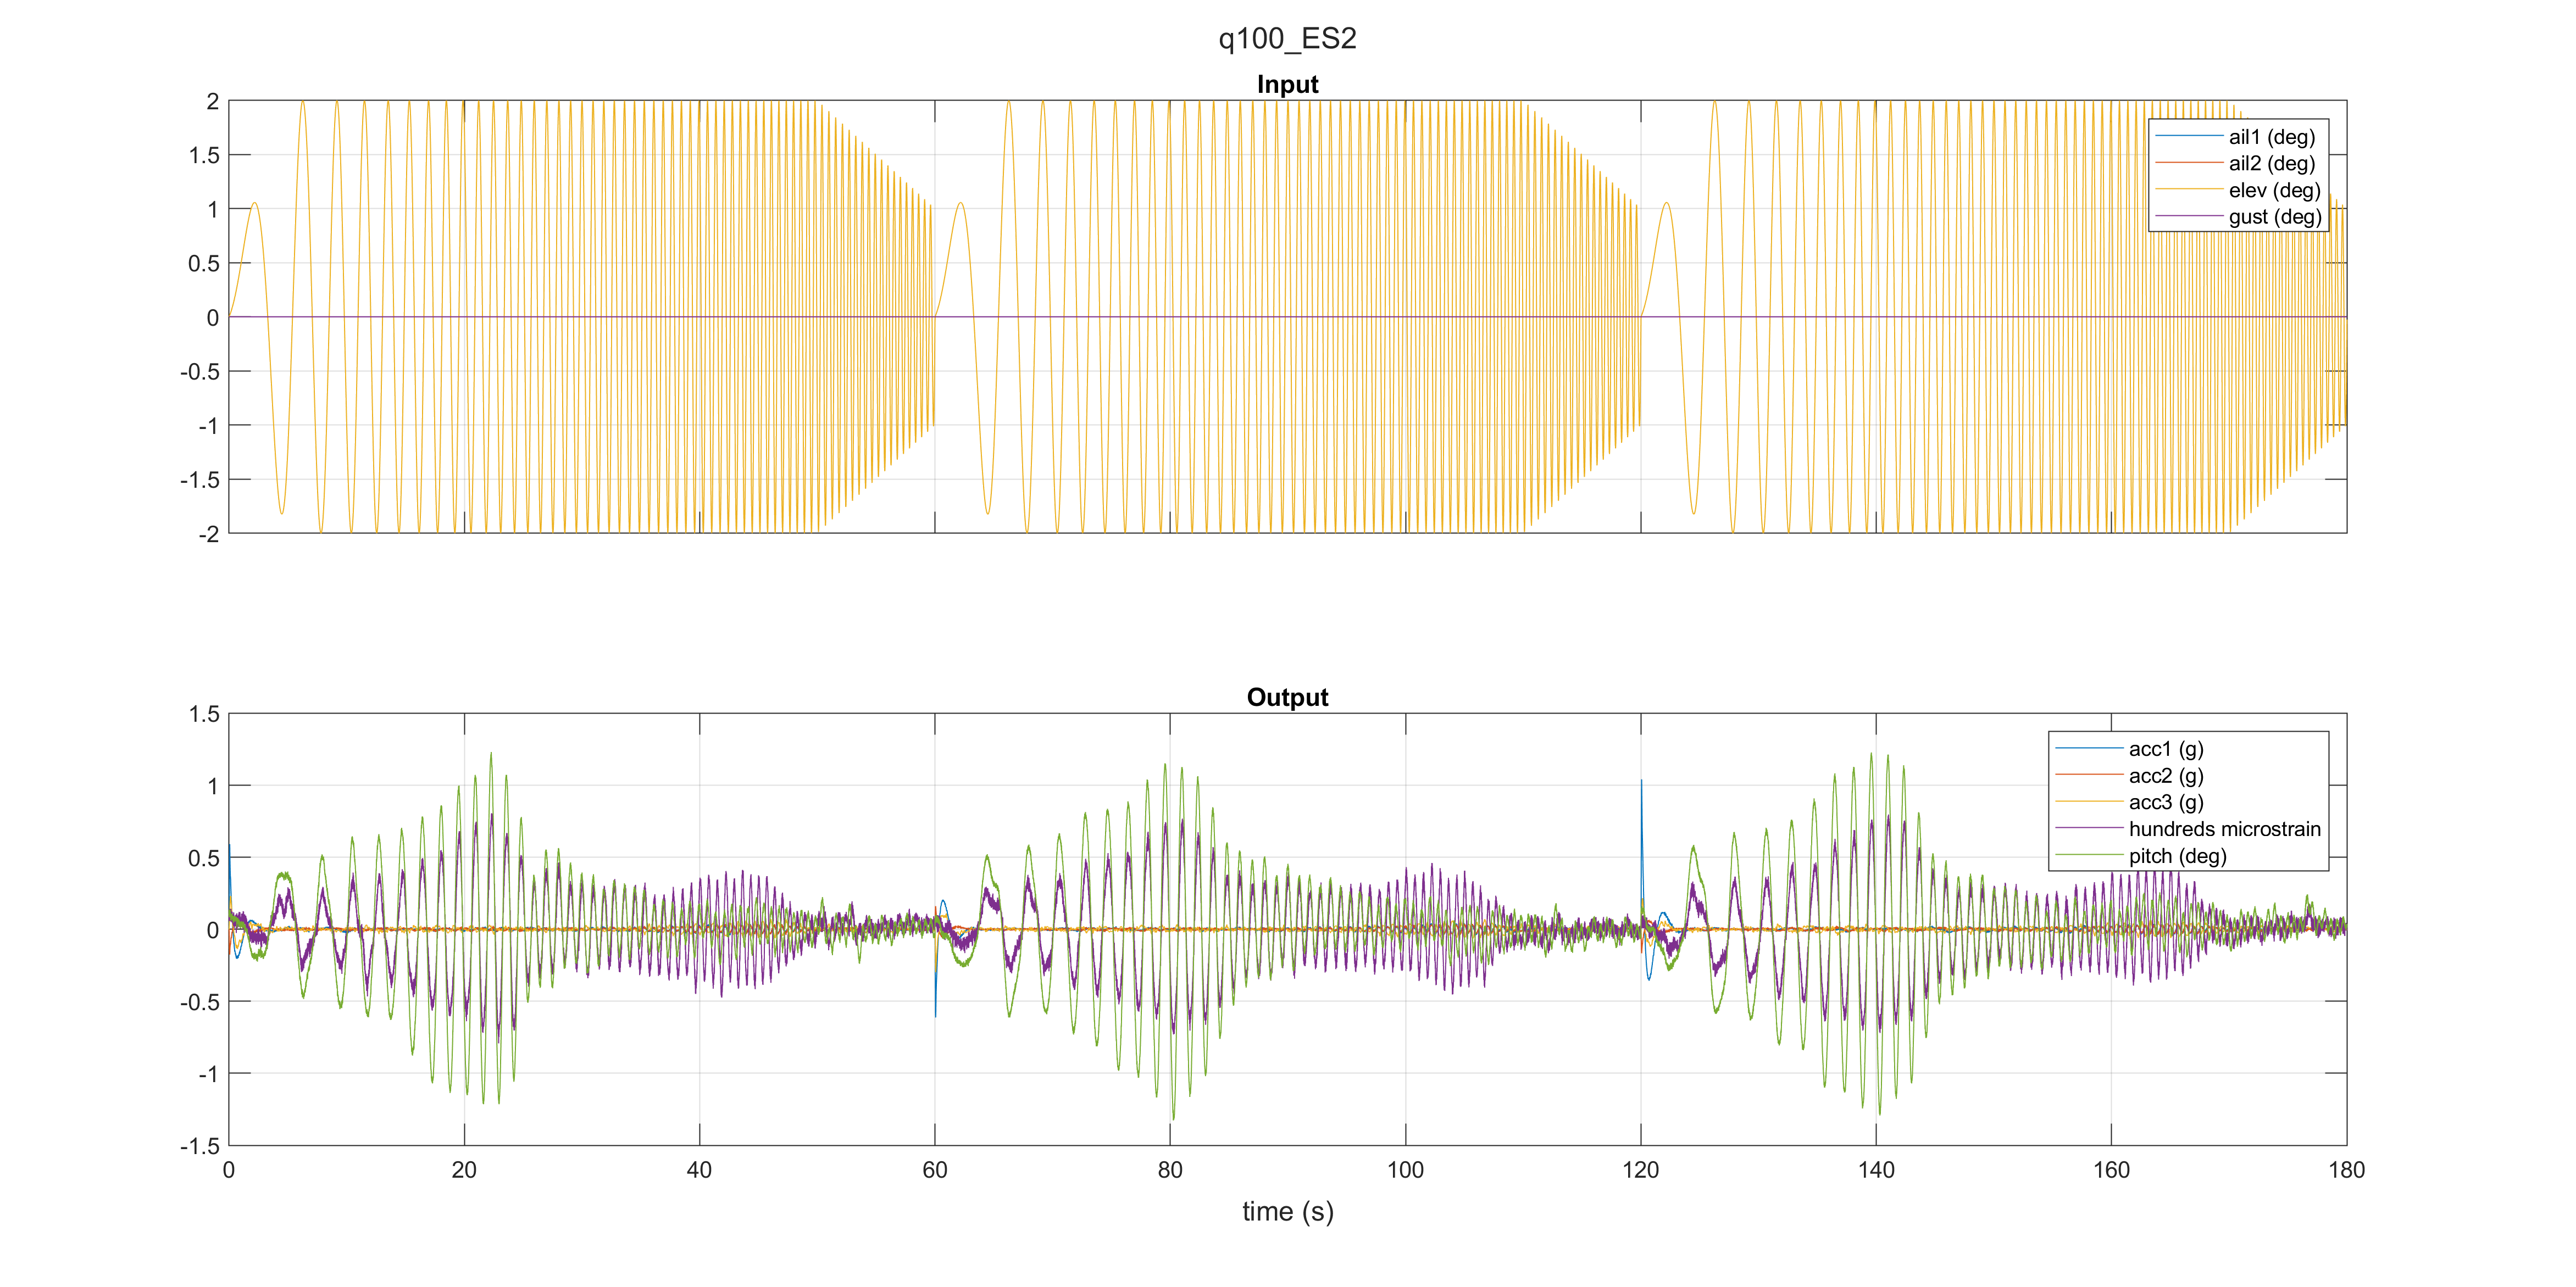 q100_ES2
Input
2
1.5
1
0.5
0
-0.5
-1
-1.5
-2
ail1 (deg)
ail2 (deg)
elev (deg)
gust (deg)
Output
1.5
1
0.5
0
-0.5
-1
-1.5
acc1 (g)
acc2 (g)
acc3 (g)
hundreds microstrain
pitch (deg)
0 20 40 60 80 100 120 140 160 180
time (s)